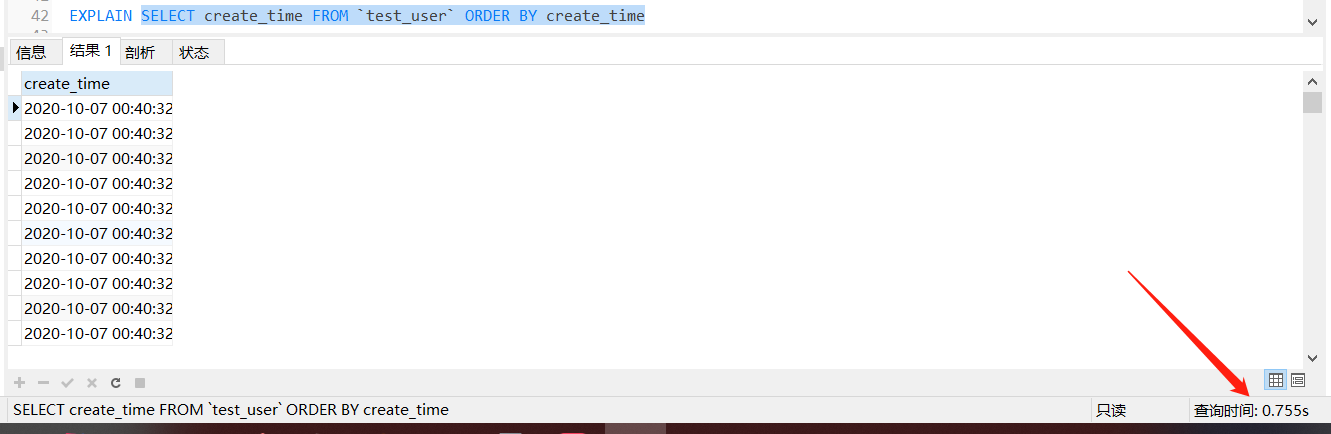 42 EXPLAIN SELECT create_time FROM `test_user` ORDER BY create_time
信息 结果 1 剖析 状态
create_time
2020-10-07 00:40:32
2020-10-07 00:40:32
2020-10-07 00:40:32
2020-10-07 00:40:32
2020-10-07 00:40:32
2020-10-07 00:40:32
2020-10-07 00:40:32
2020-10-07 00:40:32
2020-10-07 00:40:32
2020-10-07 00:40:32
SELECT create_time FROM `test_user` ORDER BY create_time 只读 查询时间: 0.755s